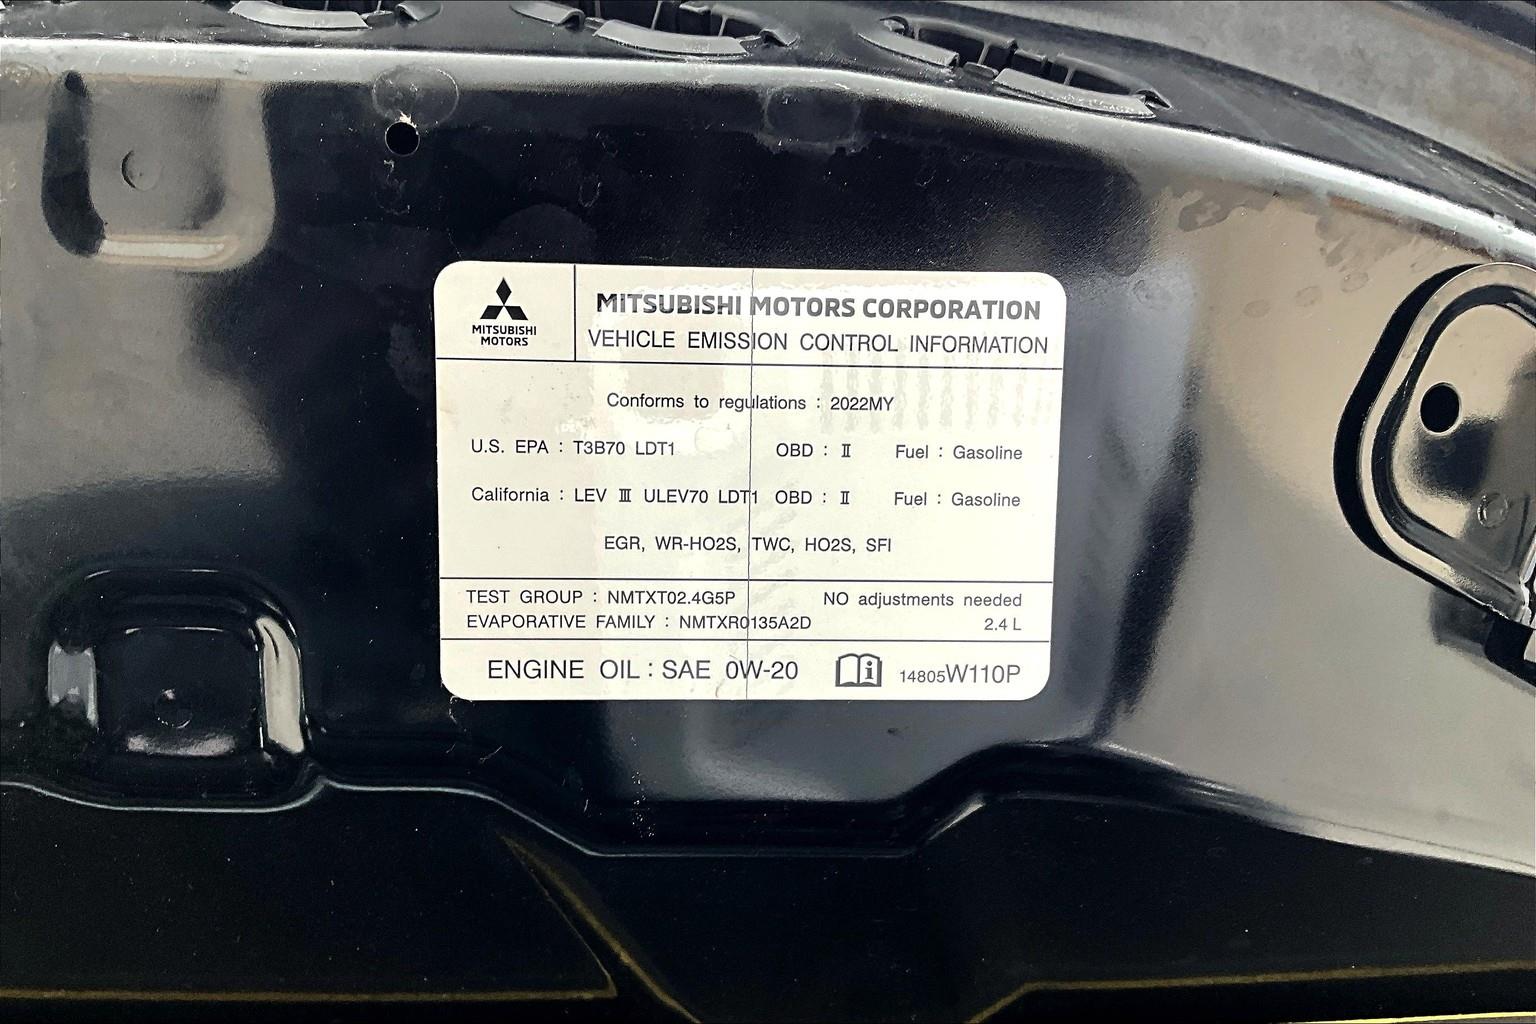 MITSUBISHI
MOTORS
MITSUBISHI MOTORS CORPORATION
VEHICLE EMISSION CONTROL INFORMATION
Conforms to regulations : 2022MY
U.S. EPA : T3B70 LDT1 OBD : Ⅱ Fuel : Gasoline
California : LEV Ⅲ ULEV70 LDT1 OBD : Ⅱ Fuel : Gasoline
EGR, WR-HO2S, TWC, HO2S, SFI
TEST GROUP : NMTXT02.4G5P NO adjustments needed
EVAPORATIVE FAMILY : NMTXR0135A2D 2.4 L
ENGINE OIL : SAE 0W-20 i 14805W110P